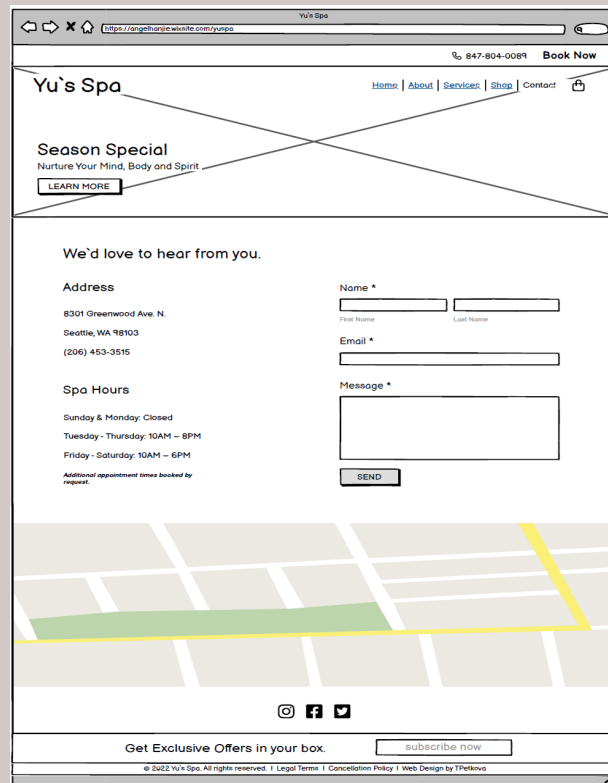 Yu's Spa
https://angelhanjie.wixsite.com/yuspa
847-804-0089 Book Now
Yu`s Spa
Home | About | Services | Shop | Contact
Season Special
Nurture Your Mind, Body and Spirit
LEARN MORE
We`d love to hear from you.
Address
8301 Greenwood Ave. N.
Seattle, WA 98103
(206) 453-3515
Spa Hours
Sunday & Monday: Closed
Tuesday - Thursday: 10AM – 8PM
Friday - Saturday: 10AM – 6PM
Additional appointment times booked by
request.
Name *
First Name Last Name
Email *
Message *
SEND
Get Exclusive Offers in your box.
subscribe now
© 2022 Yu`s Spa. All rights reserved. I Legal Terms I Cancellation Policy I Web Design by TPetkova